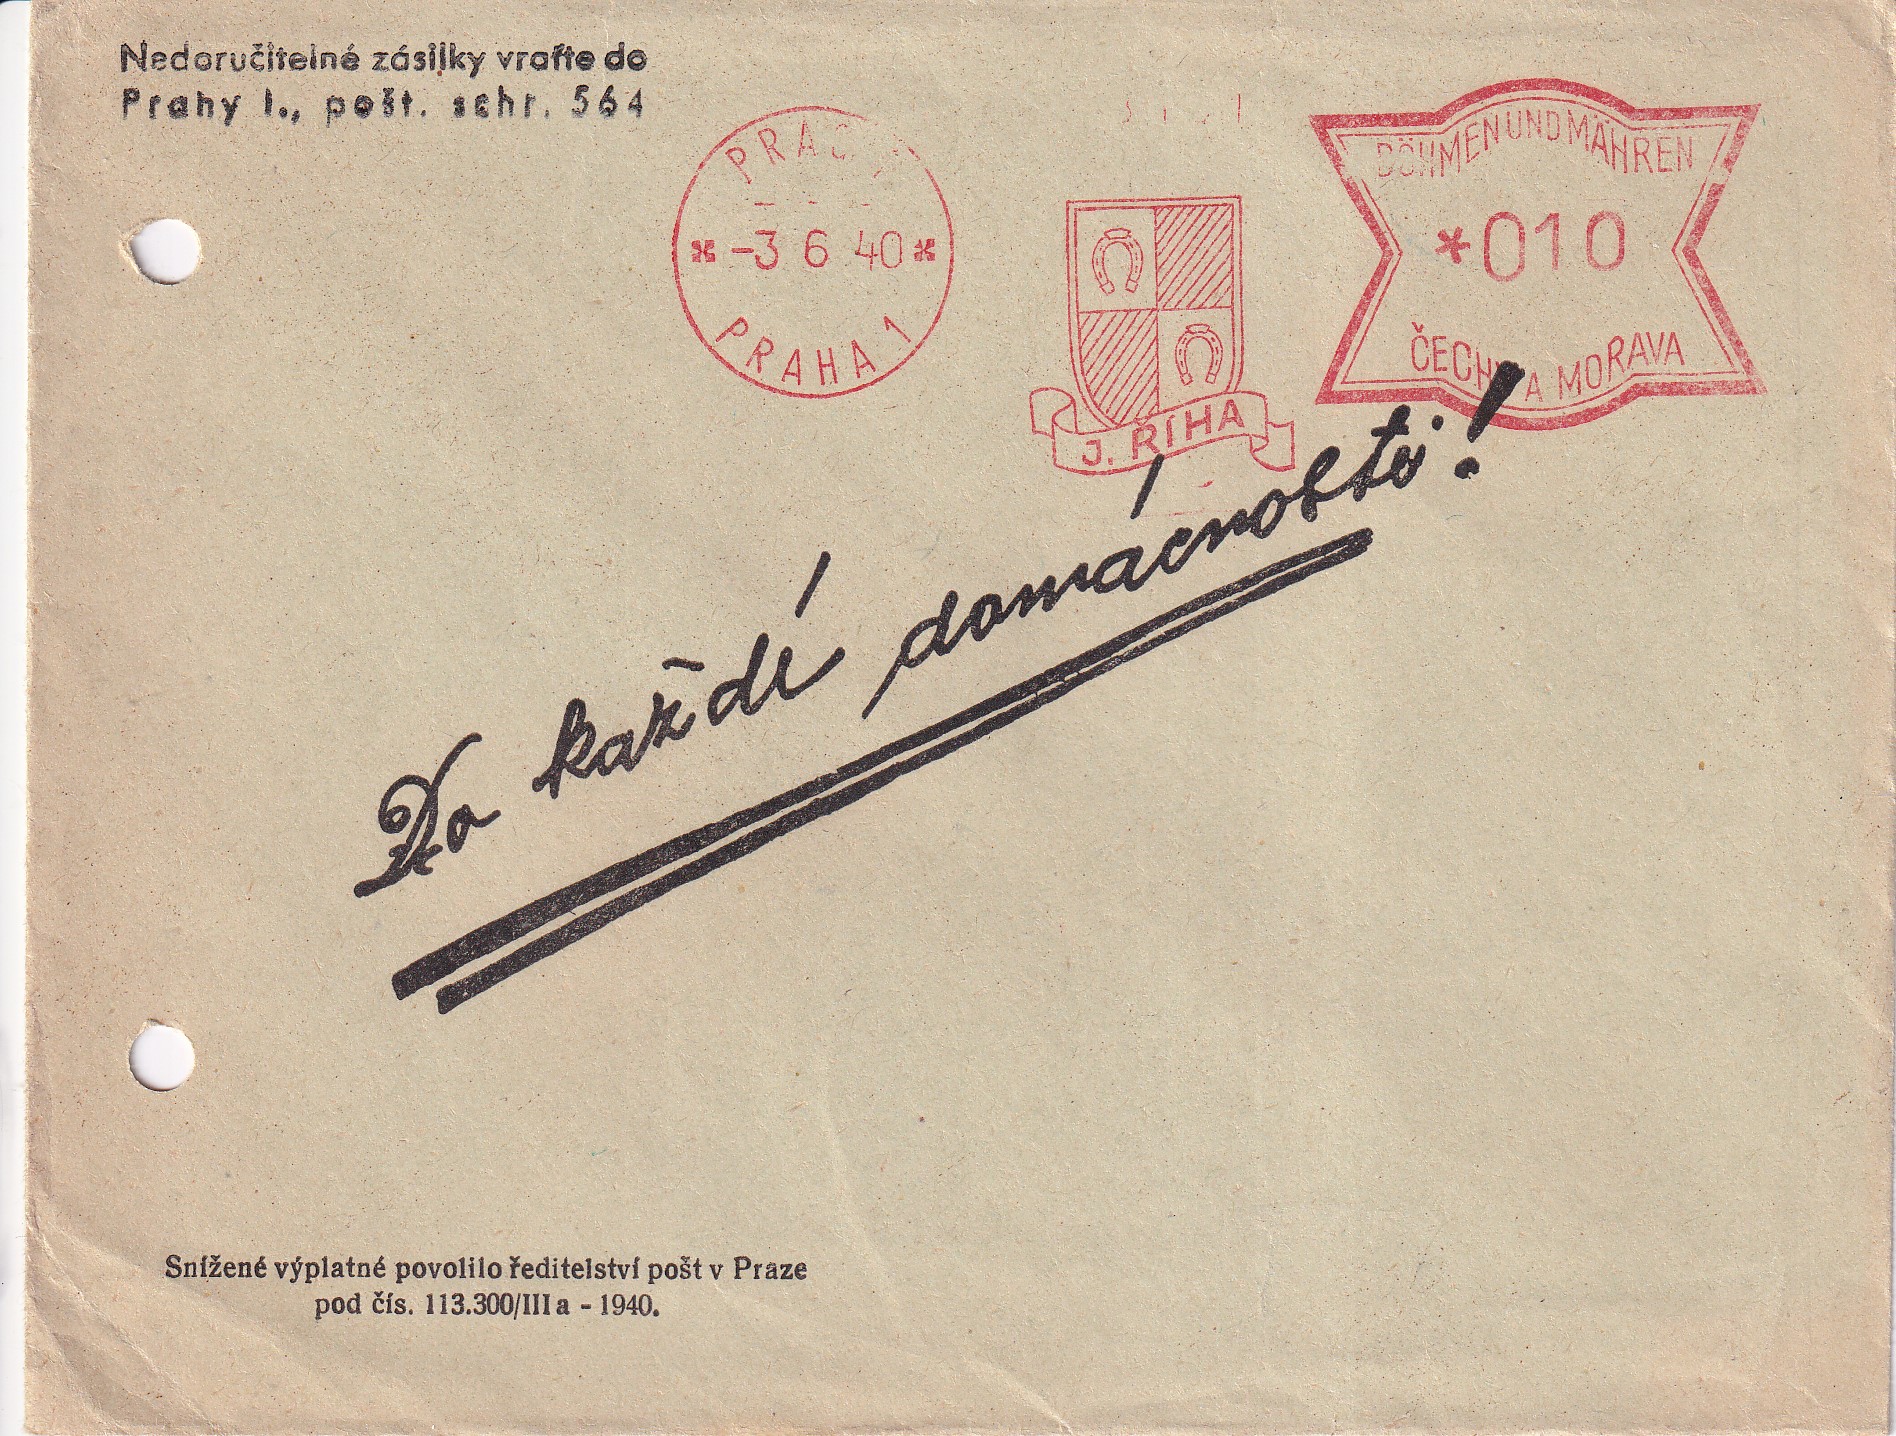 Nedoručitelné zásilky vraťte do
Prahy I., pošt. schr. 564
-3 6 40
PRAHA 1
J. ŘÍHA
BÖHMEN UND MÄHREN
*010
ČECHY A MORAVA
Do každé domácnosti!
Snížené výplatné povolilo ředitelství pošt v Praze
pod čís. 113.300/III a - 1940.